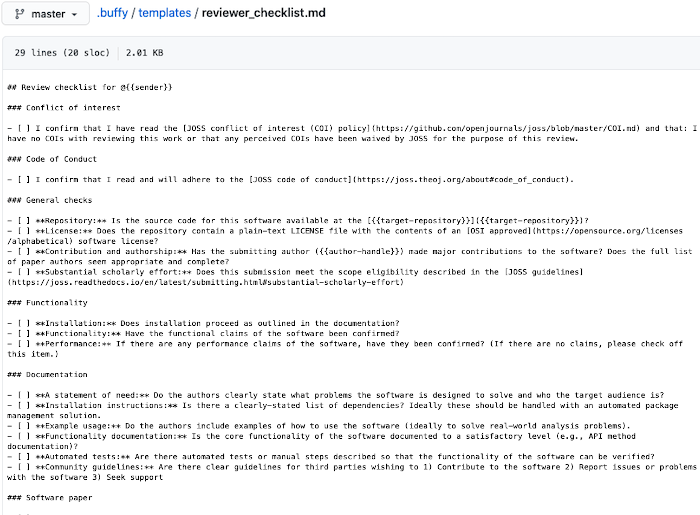 master
.buffy / templates / reviewer_checklist.md
29 lines (20 sloc) 2.01 KB
## Review checklist for @{{sender}}
### Conflict of interest
- [ ] I confirm that I have read the [JOSS conflict of interest (COI) policy](https://github.com/openjournals/joss/blob/master/COI.md) and that: I
have no COIs with reviewing this work or that any perceived COIs have been waived by JOSS for the purpose of this review.
### Code of Conduct
- [ ] I confirm that I read and will adhere to the [JOSS code of conduct](https://joss.theoj.org/about#code_of_conduct).
### General checks
- [ ] **Repository:** Is the source code for this software available at the [{{target-repository}}]({{target-repository}})?
- [ ] **License:** Does the repository contain a plain-text LICENSE file with the contents of an [OSI approved](https://opensource.org/licenses
/alphabetical) software license?
- [ ] **Contribution and authorship:** Has the submitting author ({{author-handle}}) made major contributions to the software? Does the full list
of paper authors seem appropriate and complete?
- [ ] **Substantial scholarly effort:** Does this submission meet the scope eligibility described in the [JOSS guidelines]
(https://joss.readthedocs.io/en/latest/submitting.html#substantial-scholarly-effort)
### Functionality
- [ ] **Installation:** Does installation proceed as outlined in the documentation?
- [ ] **Functionality:** Have the functional claims of the software been confirmed?
- [ ] **Performance:** If there are any performance claims of the software, have they been confirmed? (If there are no claims, please check off
this item.)
### Documentation
- [ ] **A statement of need:** Do the authors clearly state what problems the software is designed to solve and who the target audience is?
- [ ] **Installation instructions:** Is there a clearly-stated list of dependencies? Ideally these should be handled with an automated package
management solution.
- [ ] **Example usage:** Do the authors include examples of how to use the software (ideally to solve real-world analysis problems).
- [ ] **Functionality documentation:** Is the core functionality of the software documented to a satisfactory level (e.g., API method
documentation)?
- [ ] **Automated tests:** Are there automated tests or manual steps described so that the functionality of the software can be verified?
- [ ] **Community guidelines:** Are there clear guidelines for third parties wishing to 1) Contribute to the software 2) Report issues or problems
with the software 3) Seek support
### Software paper